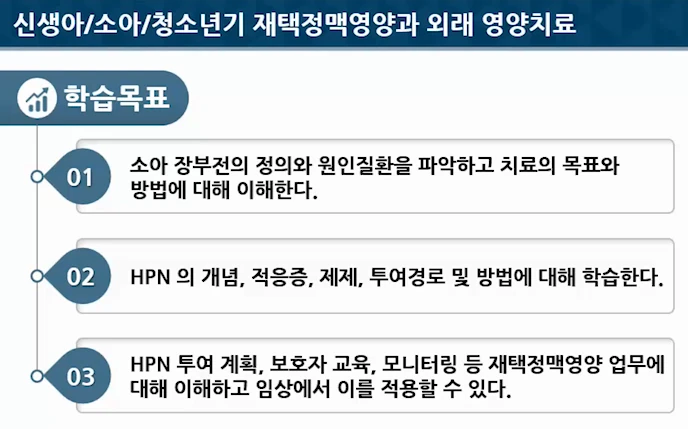 신생아/소아/청소년기 재택정맥영양과 외래 영양치료
학습목표
01
소아 장부전의 정의와 원인질환을 파악하고 치료의 목표와
방법에 대해 이해한다.
02
HPN 의 개념, 적응증, 제제, 투여경로 및 방법에 대해 학습한다.
03
HPN 투여 계획, 보호자 교육, 모니터링 등 재택정맥영양 업무에
대해 이해하고 임상에서 이를 적용할 수 있다.